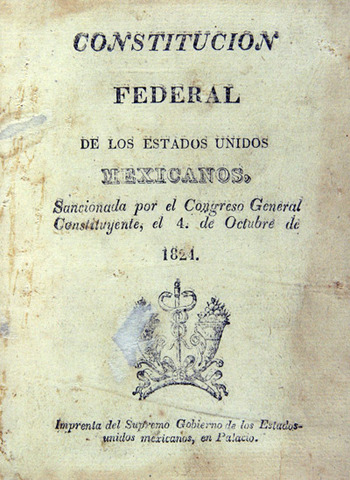 CONSTITUCION
FEDERAL
DE LOS ESTADOS UNIDOS
MEXICANOS,
Sancionada por el Congreso General
Constituyente, el 4. de Octubre de
1824.
Imprenta del Supremo Gobierno de los Estados-
unidos mexicanos, en Palacio.